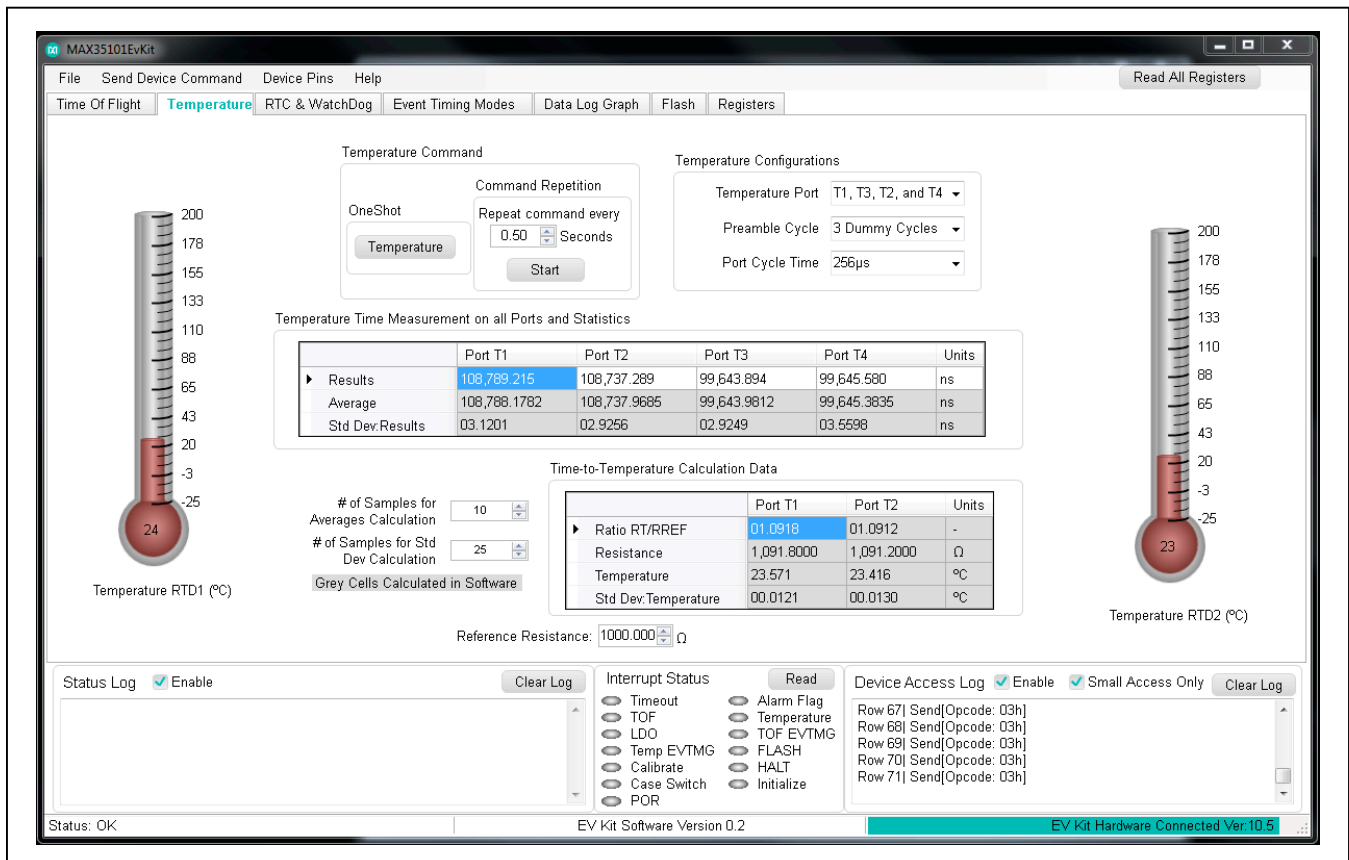 MAX35101EvKit
File Send Device Command Device Pins Help Read All Registers
Time Of Flight Temperature RTC & WatchDog Event Timing Modes Data Log Graph Flash Registers
Temperature Command
OneShot
Temperature
Command Repetition
Repeat command every
0.50 Seconds
Start
Temperature Configurations
Temperature Port T1, T3, T2, and T4
Preamble Cycle 3 Dummy Cycles
Port Cycle Time 256µs
200
178
155
133
110
88
65
43
20
-3
-25
24
Temperature RTD1 (ºC)
Temperature Time Measurement on all Ports and Statistics
Port T1 Port T2 Port T3 Port T4 Units
Results 108,789.215 108,737.289 99,643.894 99,645.580 ns
Average 108,788.1782 108,737.9685 99,643.9812 99,645.3835 ns
Std Dev:Results 03.1201 02.9256 02.9249 03.5598 ns
# of Samples for
Averages Calculation
10
# of Samples for Std
Dev Calculation
25
Grey Cells Calculated in Software
Time-to-Temperature Calculation Data
Port T1 Port T2 Units
Ratio RT/RREF 01.0918 01.0912 -
Resistance 1,091.8000 1,091.2000 Ω
Temperature 23.571 23.416 ºC
Std Dev:Temperature 00.0121 00.0130 ºC
Reference Resistance: 1000.000 Ω
200
178
155
133
110
88
65
43
20
-3
-25
23
Temperature RTD2 (ºC)
Status Log Enable Clear Log
Interrupt Status Read
Timeout Alarm Flag
TOF Temperature
LDO TOF EVTMG
Temp EVTMG FLASH
Calibrate HALT
Case Switch Initialize
POR
Device Access Log Enable Small Access Only Clear Log
Row 67| Send[Opcode: 03h]
Row 68| Send[Opcode: 03h]
Row 69| Send[Opcode: 03h]
Row 70| Send[Opcode: 03h]
Row 71| Send[Opcode: 03h]
Status: OK EV Kit Software Version 0.2 EV Kit Hardware Connected Ver:10.5